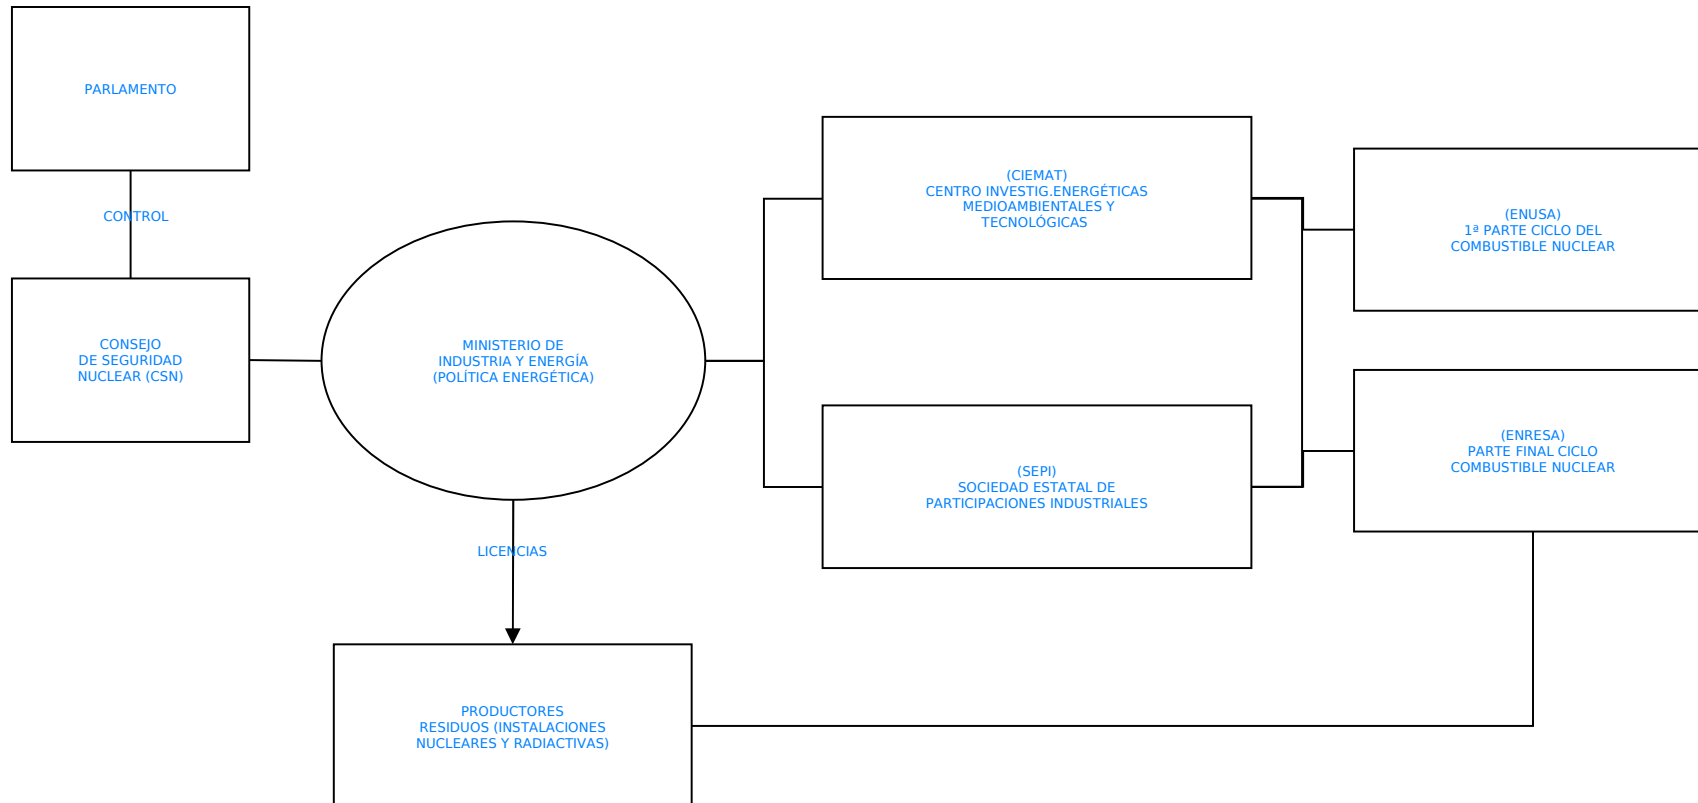 PARLAMENTO
CONTROL
CONSEJO
DE SEGURIDAD
NUCLEAR (CSN)
MINISTERIO DE
INDUSTRIA Y ENERGÍA
(POLÍTICA ENERGÉTICA)
LICENCIAS
PRODUCTORES
RESIDUOS (INSTALACIONES
NUCLEARES Y RADIACTIVAS)
(CIEMAT)
CENTRO INVESTIG.ENERGÉTICAS
MEDIOAMBIENTALES Y
TECNOLÓGICAS
(SEPI)
SOCIEDAD ESTATAL DE
PARTICIPACIONES INDUSTRIALES
(ENUSA)
1ª PARTE CICLO DEL
COMBUSTIBLE NUCLEAR
(ENRESA)
PARTE FINAL CICLO
COMBUSTIBLE NUCLEAR